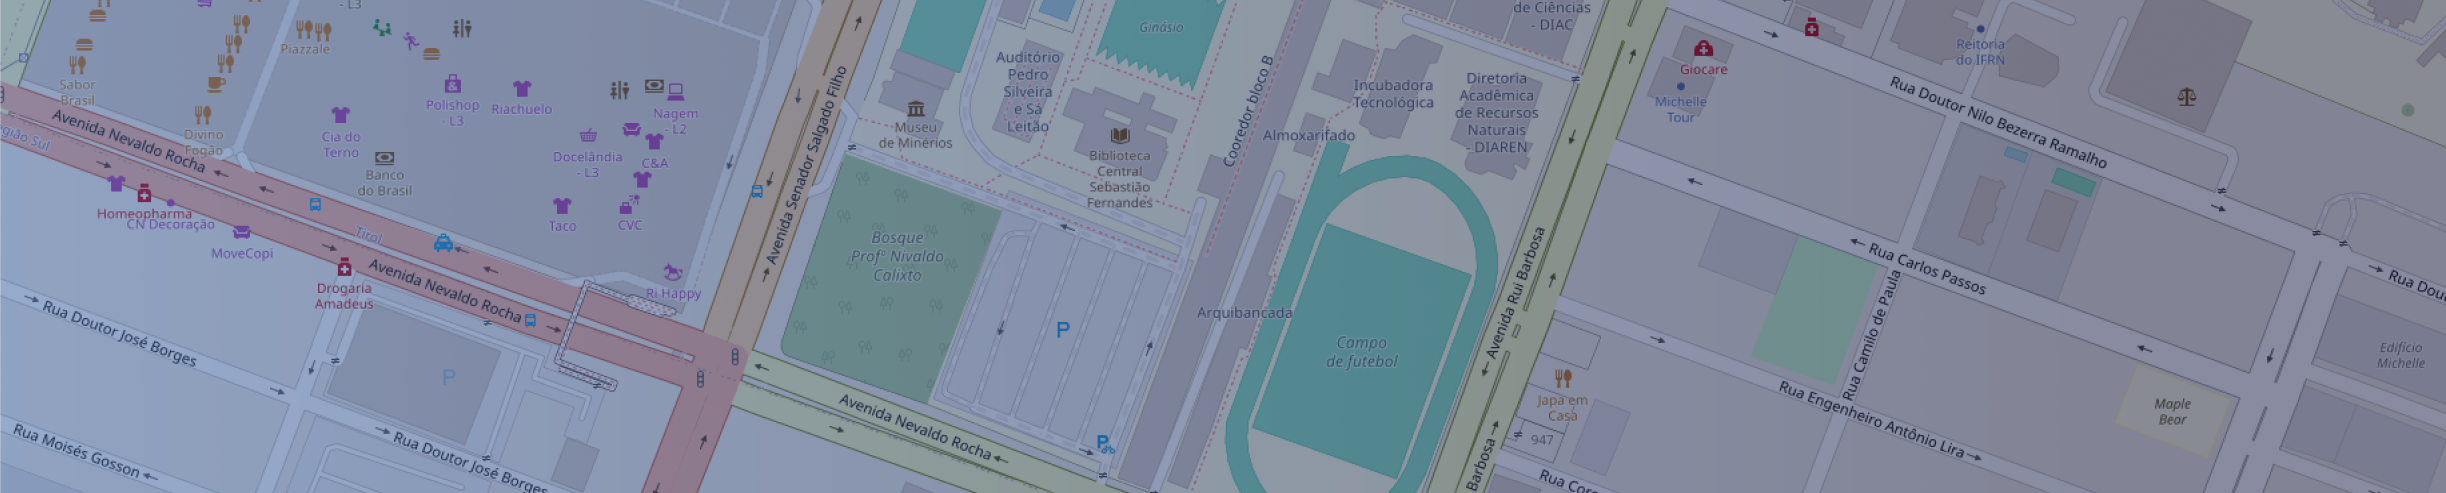 - L3
Piazzale
Sabor
Brasil
Divino
Fogão
Cia do
Terno
Polishop
- L3
Riachuelo
Nagem
- L2
Docelândia
- L3
C&A
Taco
CVC
Ri Happy
Banco
do Brasil
Avenida Nevaldo Rocha
egião Sul
Homeopharma
CN Decoração
MoveCopi
Tirol
Drogaria
Amadeus
Avenida Nevaldo Rocha
Rua Doutor José Borges
P
Rua Moisés Gosson
Rua Doutor José Borges
Avenida Senador Salgado Filho
Museu
de Minérios
Auditório
Pedro
Silveira
e Sá
Leitão
Ginásio
Biblioteca
Central
Sebastião
Fernandes
Cooredor bloco B
Almoxarifado
Incubadora
Tecnológica
de Ciências
- DIAC
Diretoria
Acadêmica
de Recursos
Naturais
- DIAREN
Bosque
Profº Nivaldo
Calixto
P
P
Arquibancada
Campo
de futebol
Avenida Nevaldo Rocha
Avenida Rui Barbosa
Barbosa
Giocare
Michelle
Tour
Reitoria
do IFRN
Rua Doutor Nilo Bezerra Ramalho
Rua Carlos Passos
Rua Camilo de Paula
Rua Engenheiro Antônio Lira
Japa em
Casa
947
Rua Cor
Rua Dou
Edifício
Michelle
Maple
Bear